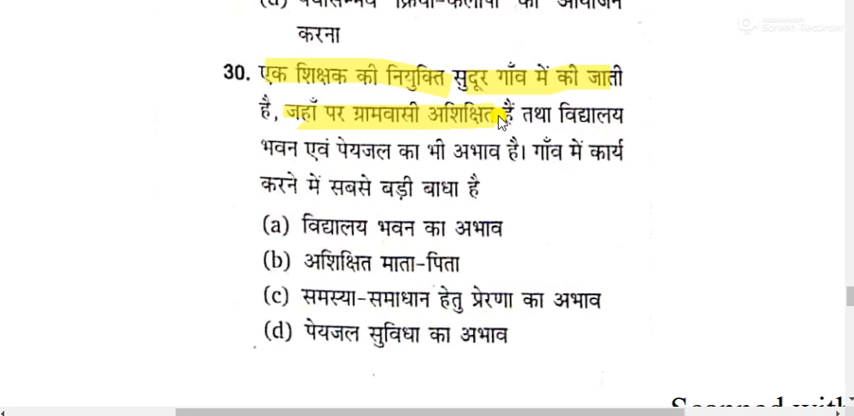 करना
30. एक शिक्षक की नियुक्ति सुदूर गाँव में की जाती
है, जहाँ पर ग्रामवासी अशिक्षित हैं तथा विद्यालय
भवन एवं पेयजल का भी अभाव है। गाँव में कार्य
करने में सबसे बड़ी बाधा है
(a) विद्यालय भवन का अभाव
(b) अशिक्षित माता-पिता
(c) समस्या-समाधान हेतु प्रेरणा का अभाव
(d) पेयजल सुविधा का अभाव